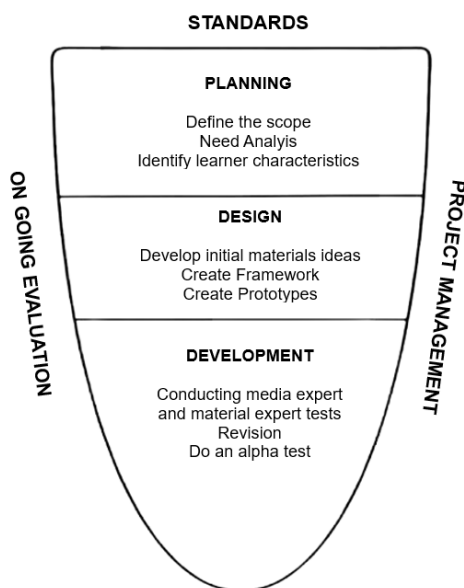 STANDARDS
PLANNING
Define the scope
Need Analyis
Identify learner characteristics
DESIGN
Develop initial materials ideas
Create Framework
Create Prototypes
DEVELOPMENT
Conducting media expert
and material expert tests
Revision
Do an alpha test
ON GOING EVALUATION
PROJECT MANAGEMENT